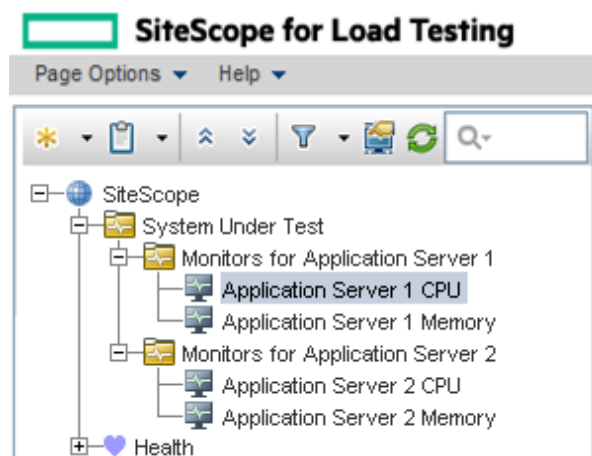 SiteScope for Load Testing
Page Options Help
SiteScope
System Under Test
Monitors for Application Server 1
Application Server 1 CPU
Application Server 1 Memory
Monitors for Application Server 2
Application Server 2 CPU
Application Server 2 Memory
Health